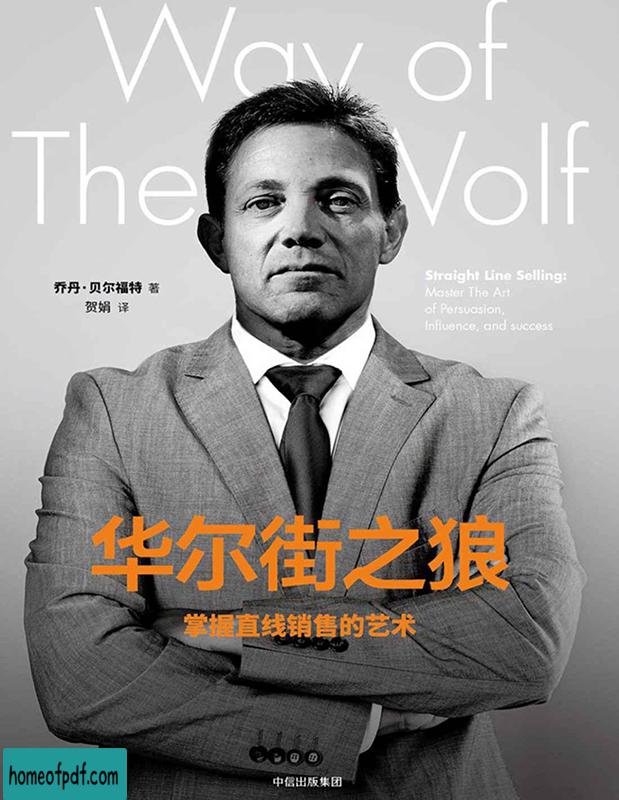 Way of
The Wolf
乔丹·贝尔福特 著
贺娟 译
Straight Line Selling:
Master The Art
of Persuasion,
Influence, and success
华尔街之狼
掌握直线销售的艺术
中信出版集团
homeofpdf.com